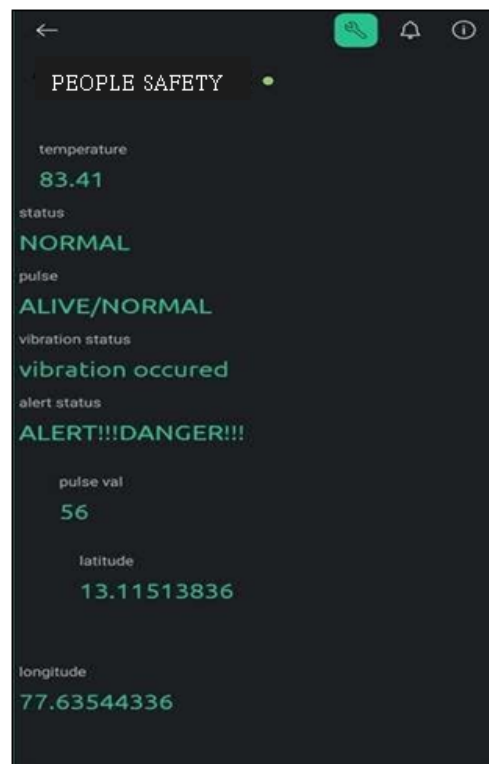 PEOPLE SAFETY
temperature
83.41
status
NORMAL
pulse
ALIVE/NORMAL
vibration status
vibration occured
alert status
ALERT!!!DANGER!!!
pulse val
56
latitude
13.11513836
longitude
77.63544336